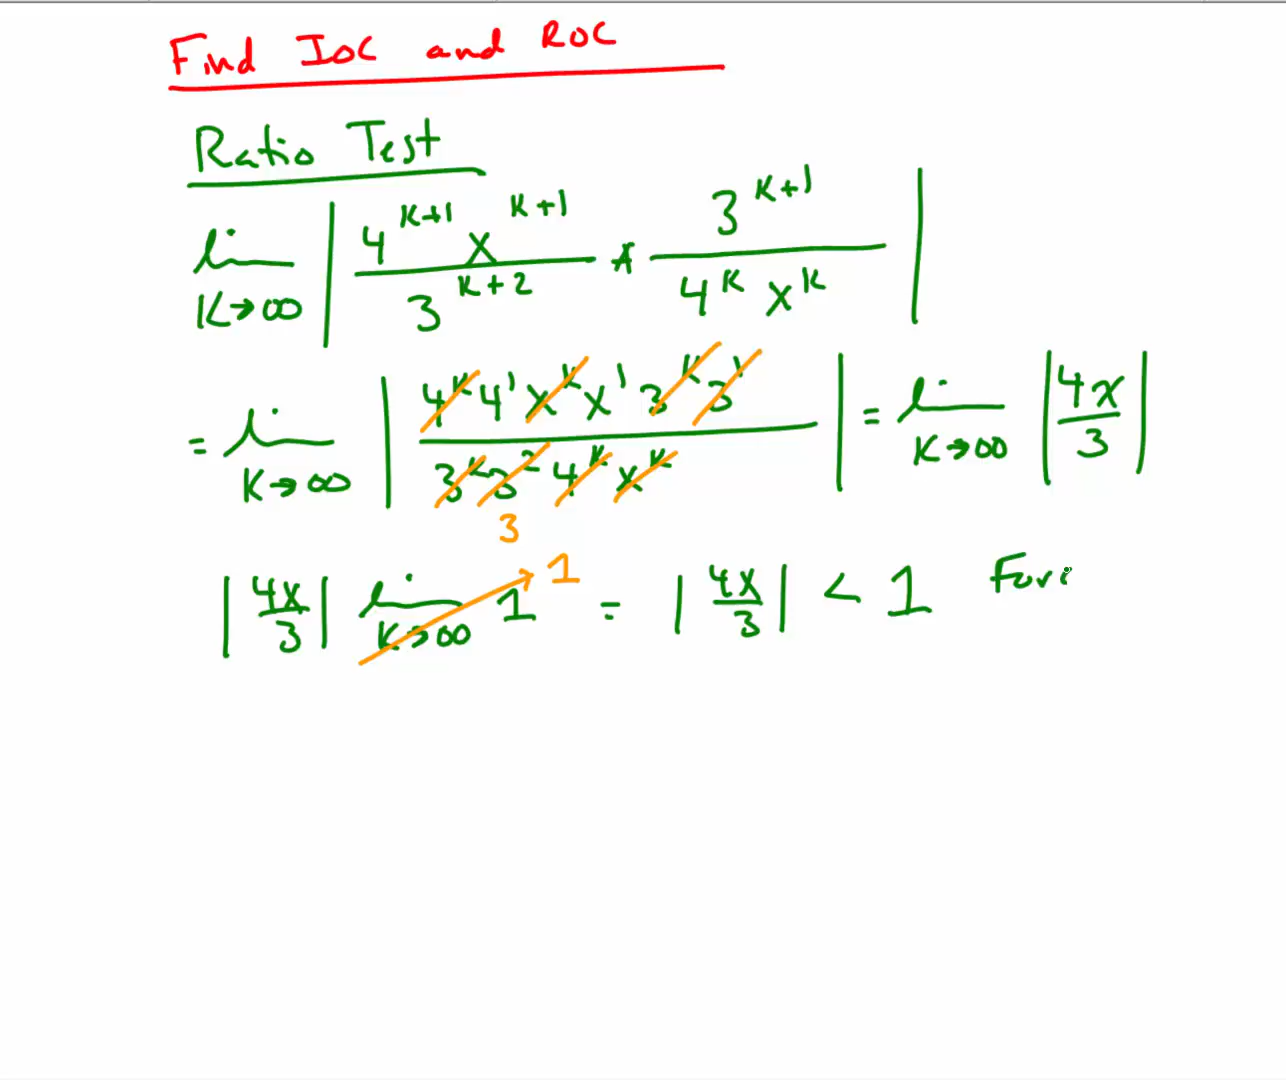 Find IOC and ROC
Ratio Test
lim K→∞ | 4^{K+1} x^{K+1} / 3^{K+2} * 3^{K+1} / 4^K x^K |
= lim K→∞ | 4^K 4^1 x^K x^1 3^K 3^1 / 3^K 3^2 4^K x^K | = lim K→∞ | 4x / 3 |
3
| 4x / 3 | lim K→∞ 1 → 1 = | 4x / 3 | < 1